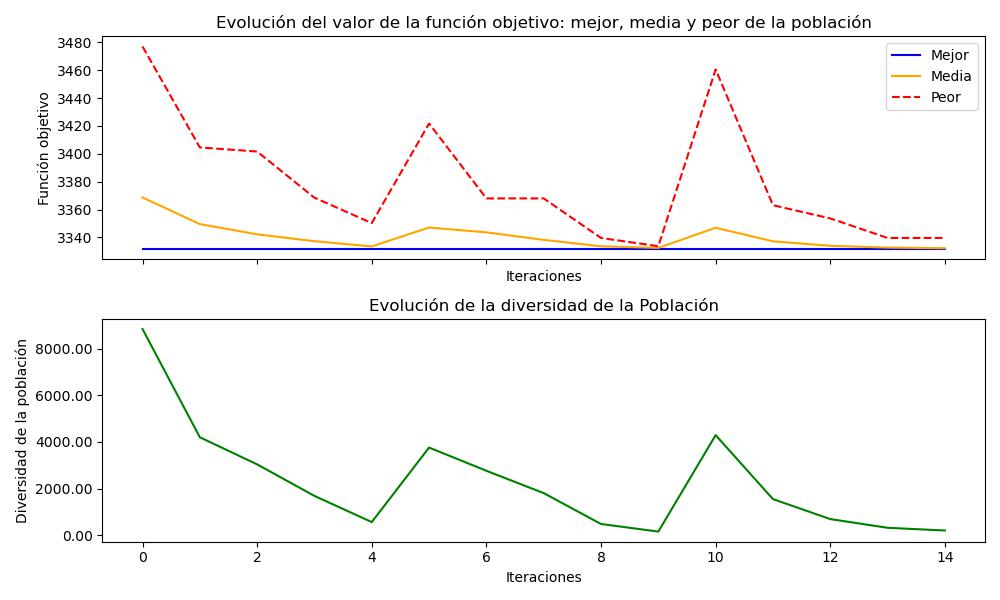 Evolución del valor de la función objetivo: mejor, media y peor de la población
Función objetivo
3480
3460
3440
3420
3400
3380
3360
3340
Mejor
Media
Peor
Iteraciones
Evolución de la diversidad de la Población
Diversidad de la población
8000.00
6000.00
4000.00
2000.00
0.00
0 2 4 6 8 10 12 14
Iteraciones